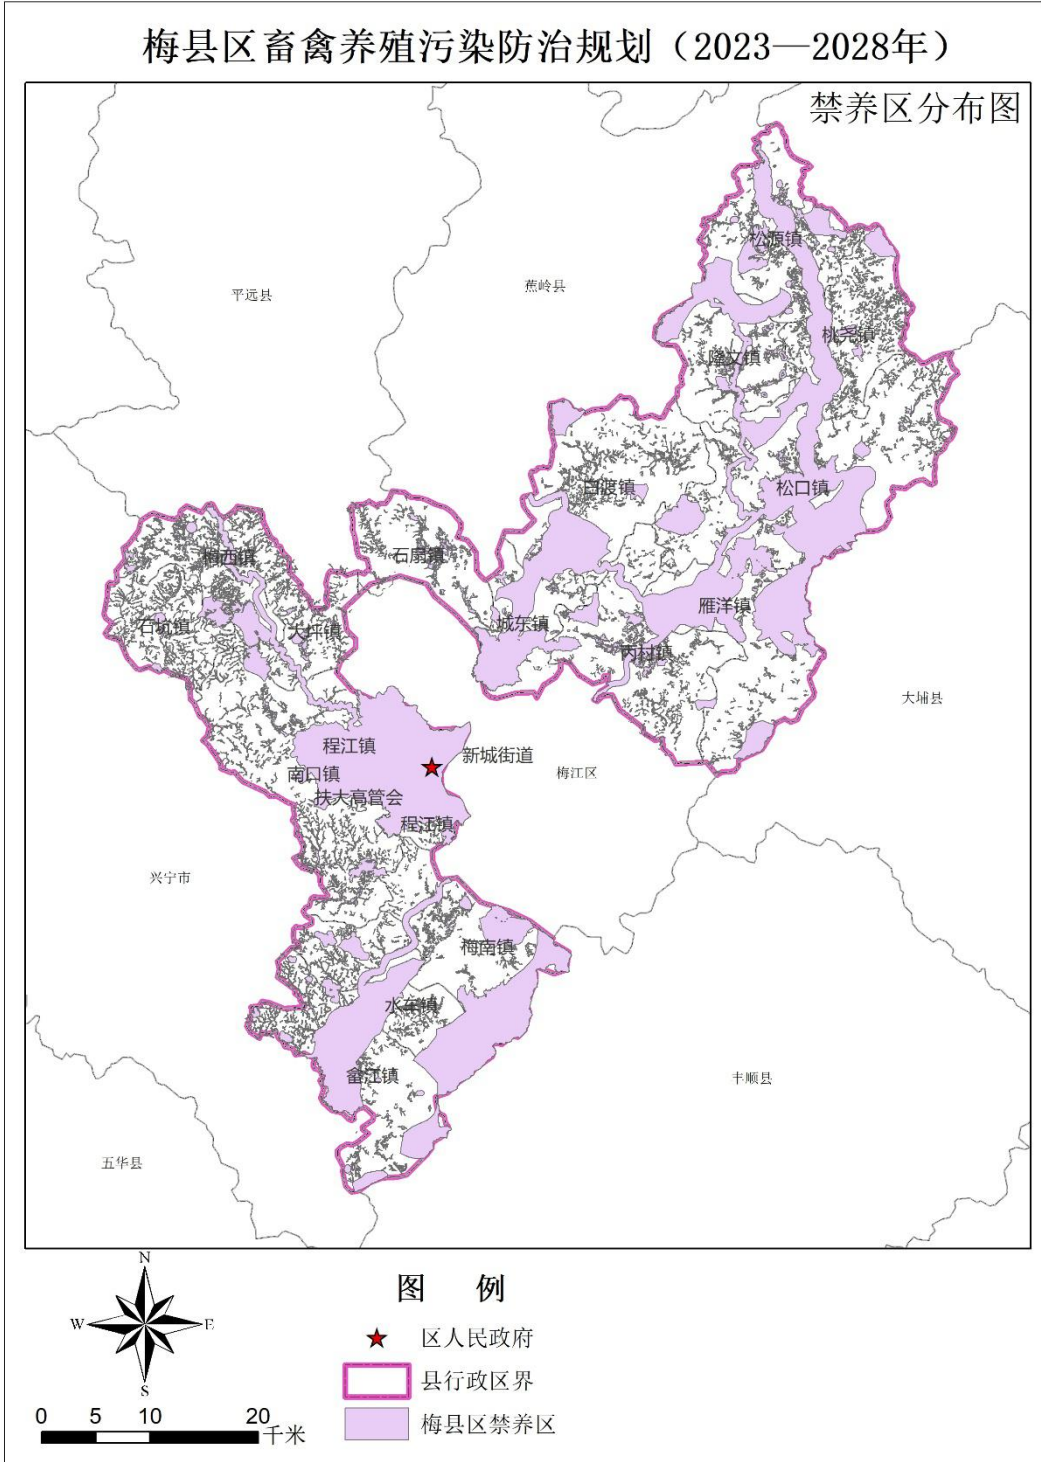 梅县区畜禽养殖污染防治规划（2023—2028年）
禁养区分布图
松源镇
蕉岭县
平远县
桃尧镇
隆文镇
白渡镇
松口镇
石扇镇
梅西镇
雁洋镇
城东镇
石坑镇
大坪镇
丙村镇
大埔县
程江镇
新城街道
南口镇
梅江区
扶大高管会
程江镇
兴宁市
梅南镇
水车镇
畲江镇
丰顺县
五华县
N
W
E
S
图 例
区人民政府
县行政区界
梅县区禁养区
0 5 10 20
千米